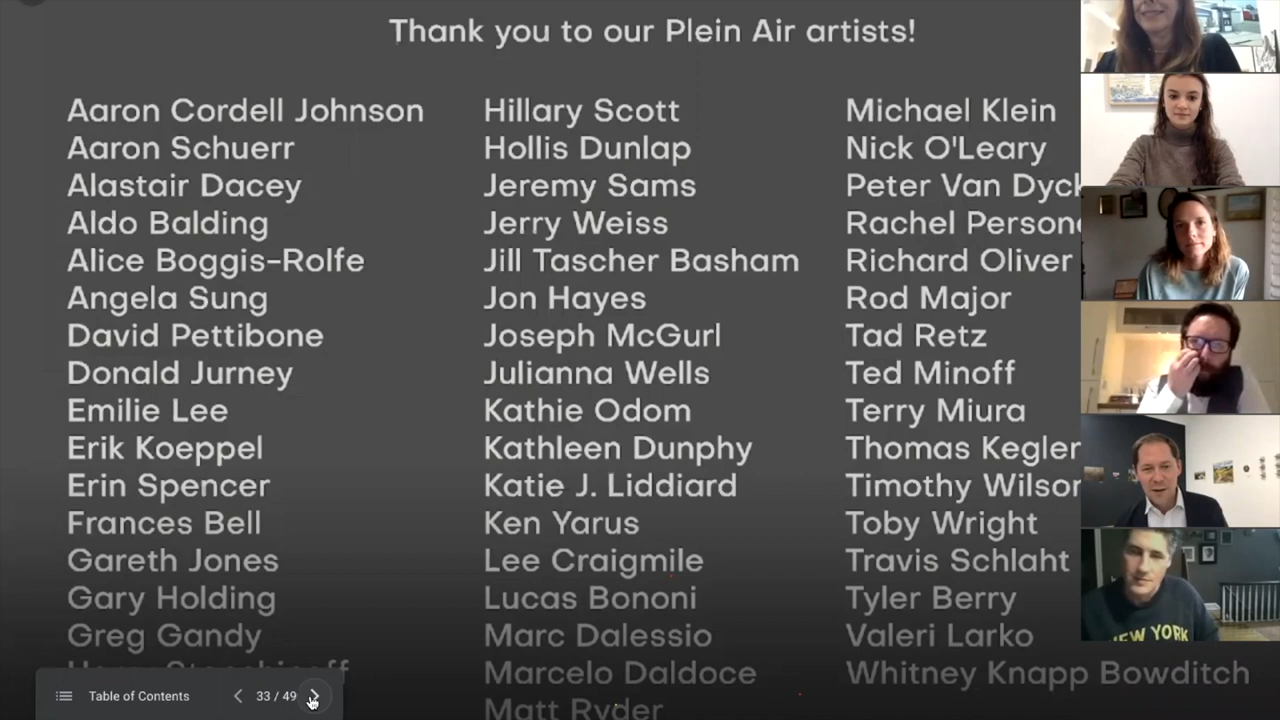 Thank you to our Plein Air artists!
Aaron Cordell Johnson
Aaron Schuerr
Alastair Dacey
Aldo Balding
Alice Boggis-Rolfe
Angela Sung
David Pettibone
Donald Jurney
Emilie Lee
Erik Koeppel
Erin Spencer
Frances Bell
Gareth Jones
Gary Holding
Greg Gandy
Hillary Scott
Hollis Dunlap
Jeremy Sams
Jerry Weiss
Jill Tascher Basham
Jon Hayes
Joseph McGurl
Julianna Wells
Kathie Odom
Kathleen Dunphy
Katie J. Liddiard
Ken Yarus
Lee Craigmile
Lucas Bononi
Marc Dalessio
Marcelo Daldoce
Matt Ryder
Michael Klein
Nick O'Leary
Peter Van
Rachel
Richard Oliver
Rod Major
Tad Retz
Ted Minoff
Terry Miura
Thomas Kegler
Timothy
Toby Wright
Travis Schlaht
Tyler Berry
Valeri Larko
Whitney Knapp Bowditch
Table of Contents
33 / 49
NEW YORK